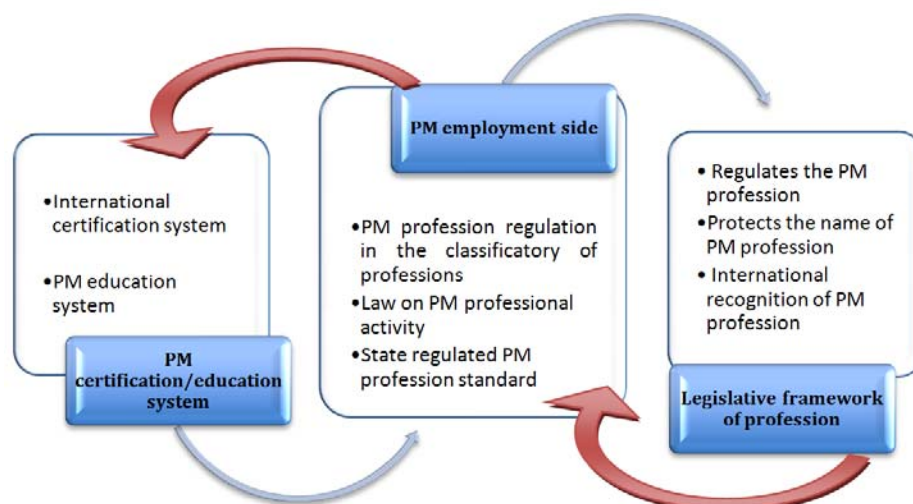 •International
certification system
•PM education
system
PM
certification/education
system
PM employment side
•PM profession regulation
in the classificatory of
professions
•Law on PM professional
activity
•State regulated PM
profession standard
• Regulates the PM
profession
•Protects the name of
PM profession
• International
recognition of PM
profession
Legislative framework
of profession